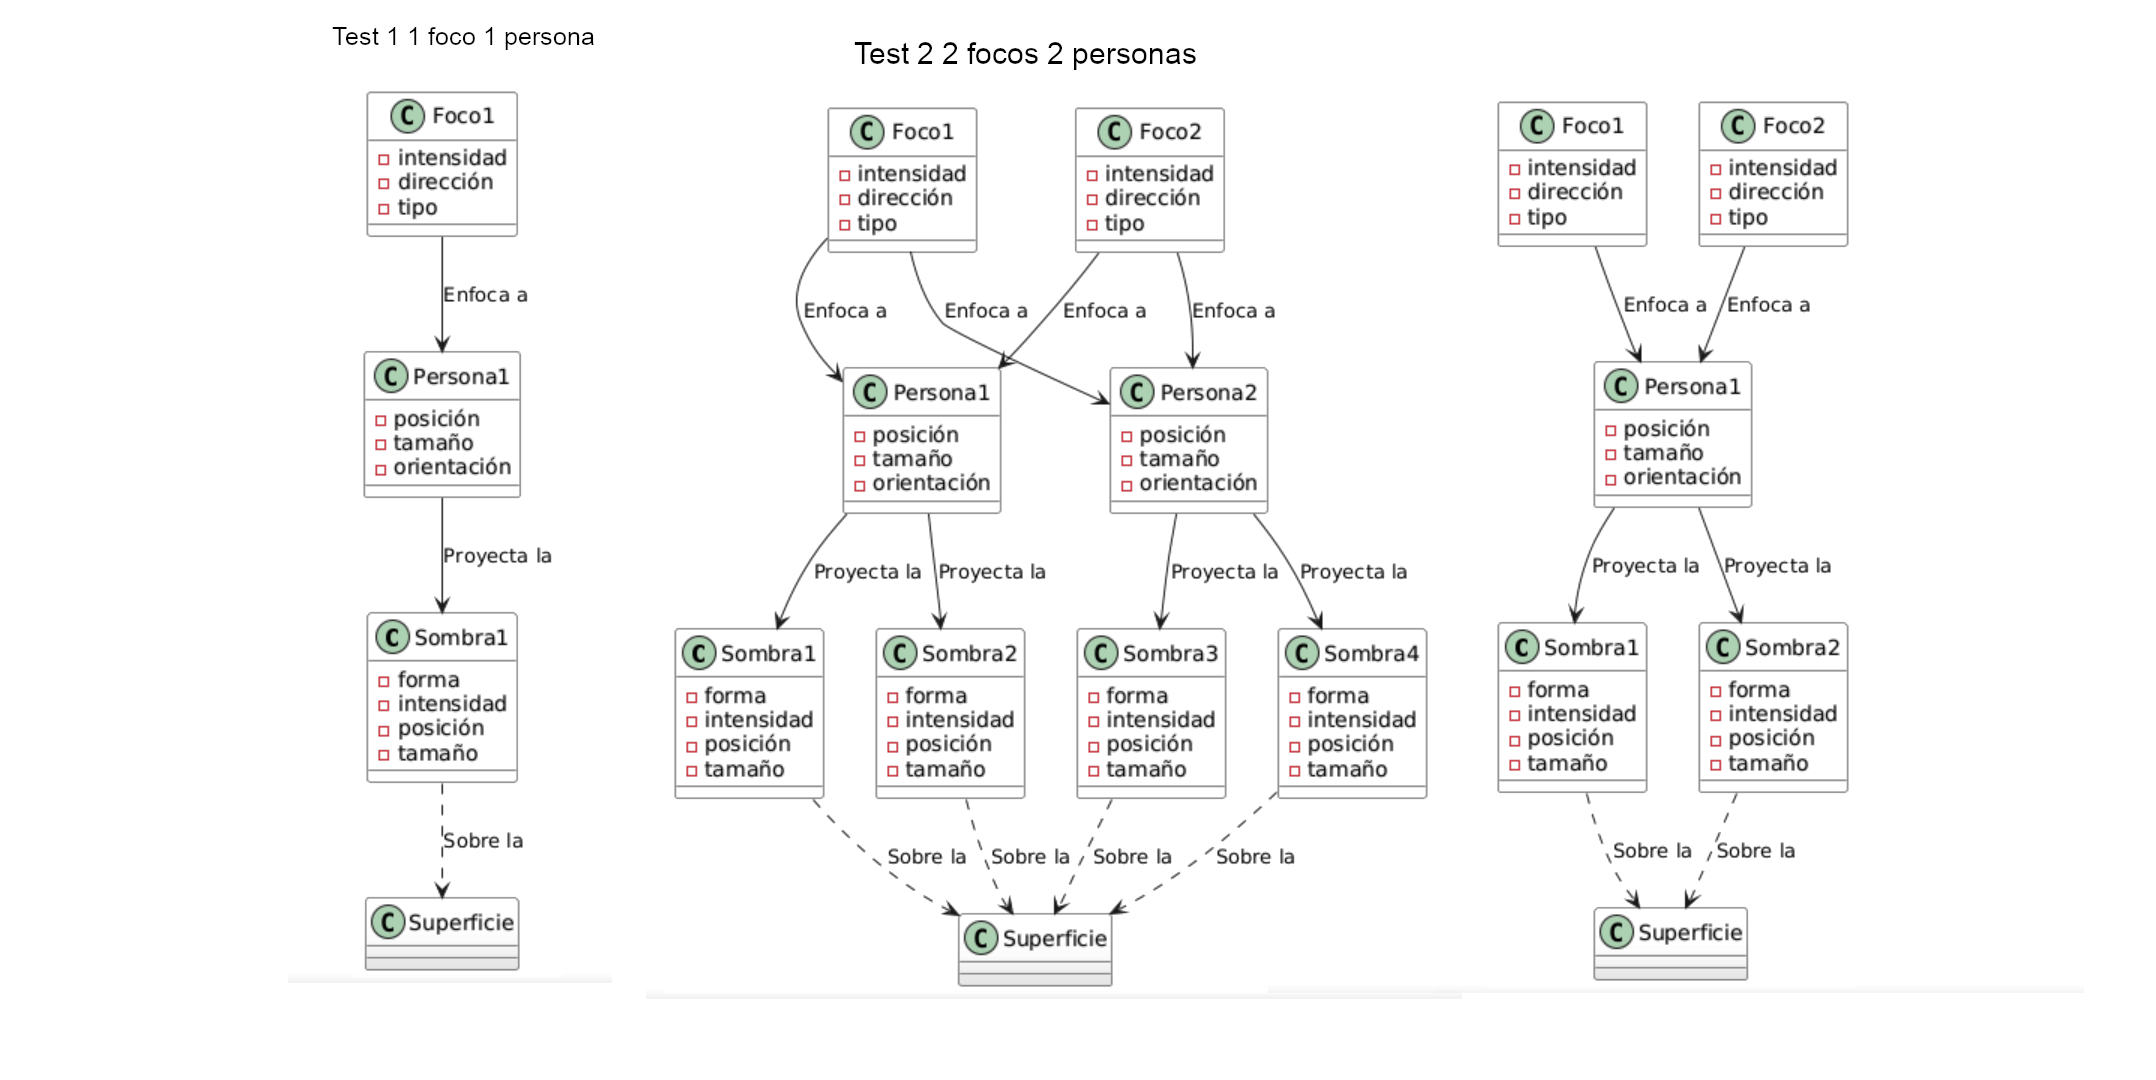 Test 1 1 foco 1 persona
C Foco1
intensidad
dirección
tipo
Enfoca a
C Persona1
posición
tamaño
orientación
Proyecta la
C Sombra1
forma
intensidad
posición
tamaño
Sobre la
C Superficie
Test 2 2 focos 2 personas
C Foco1
intensidad
dirección
tipo
C Foco2
intensidad
dirección
tipo
Enfoca a
Enfoca a
Enfoca a
Enfoca a
C Persona1
posición
tamaño
orientación
C Persona2
posición
tamaño
orientación
Proyecta la
Proyecta la
Proyecta la
Proyecta la
C Sombra1
forma
intensidad
posición
tamaño
C Sombra2
forma
intensidad
posición
tamaño
C Sombra3
forma
intensidad
posición
tamaño
C Sombra4
forma
intensidad
posición
tamaño
Sobre la
Sobre la
Sobre la
Sobre la
C Superficie
C Foco1
intensidad
dirección
tipo
C Foco2
intensidad
dirección
tipo
Enfoca a
Enfoca a
C Persona1
posición
tamaño
orientación
Proyecta la
Proyecta la
C Sombra1
forma
intensidad
posición
tamaño
C Sombra2
forma
intensidad
posición
tamaño
Sobre la
Sobre la
C Superficie